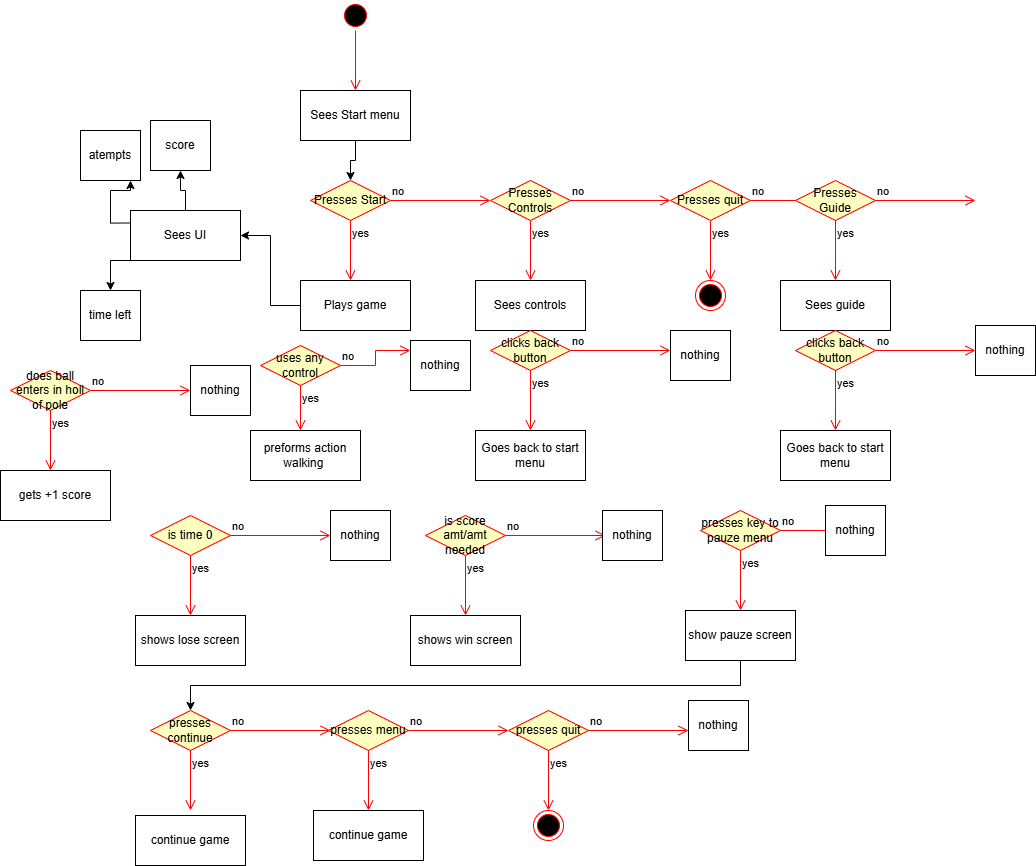 Sees Start menu
atempts
score
Presses Start
no
Presses
Controls
no
Presses quit
no
Presses
Guide
no
yes
yes
yes
yes
Sees UI
time left
Plays game
Sees controls
Sees guide
does ball
enters in holl
of pole
no
nothing
yes
gets +1 score
uses any
control
no
nothing
yes
preforms action
walking
clicks back
button
no
nothing
yes
Goes back to start
menu
clicks back
button
no
nothing
yes
Goes back to start
menu
is time 0
no
nothing
yes
shows lose screen
is score
amt/amt
needed
no
nothing
yes
shows win screen
presses key to
pauze menu
no
nothing
yes
show pauze screen
presses
continue
no
presses menu
no
presses quit
no
nothing
yes
yes
yes
continue game
continue game